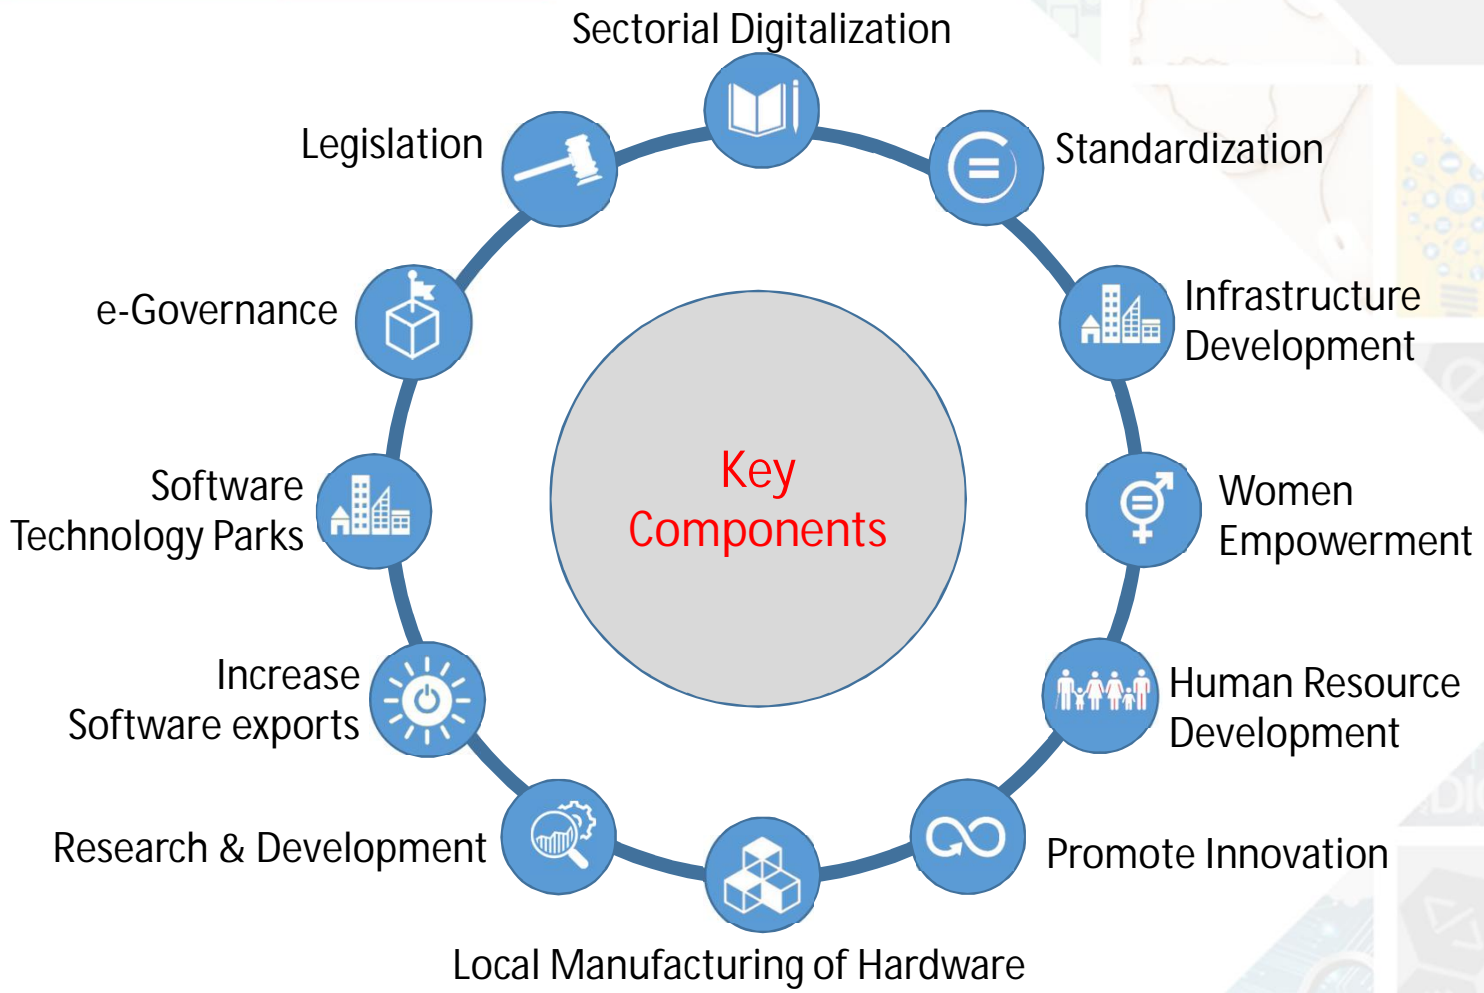 Sectorial Digitalization
Legislation
Standardization
e-Governance
Infrastructure
Development
Key
Components
Software
Technology Parks
Women
Empowerment
Increase
Software exports
Human Resource
Development
Research & Development
Promote Innovation
Local Manufacturing of Hardware